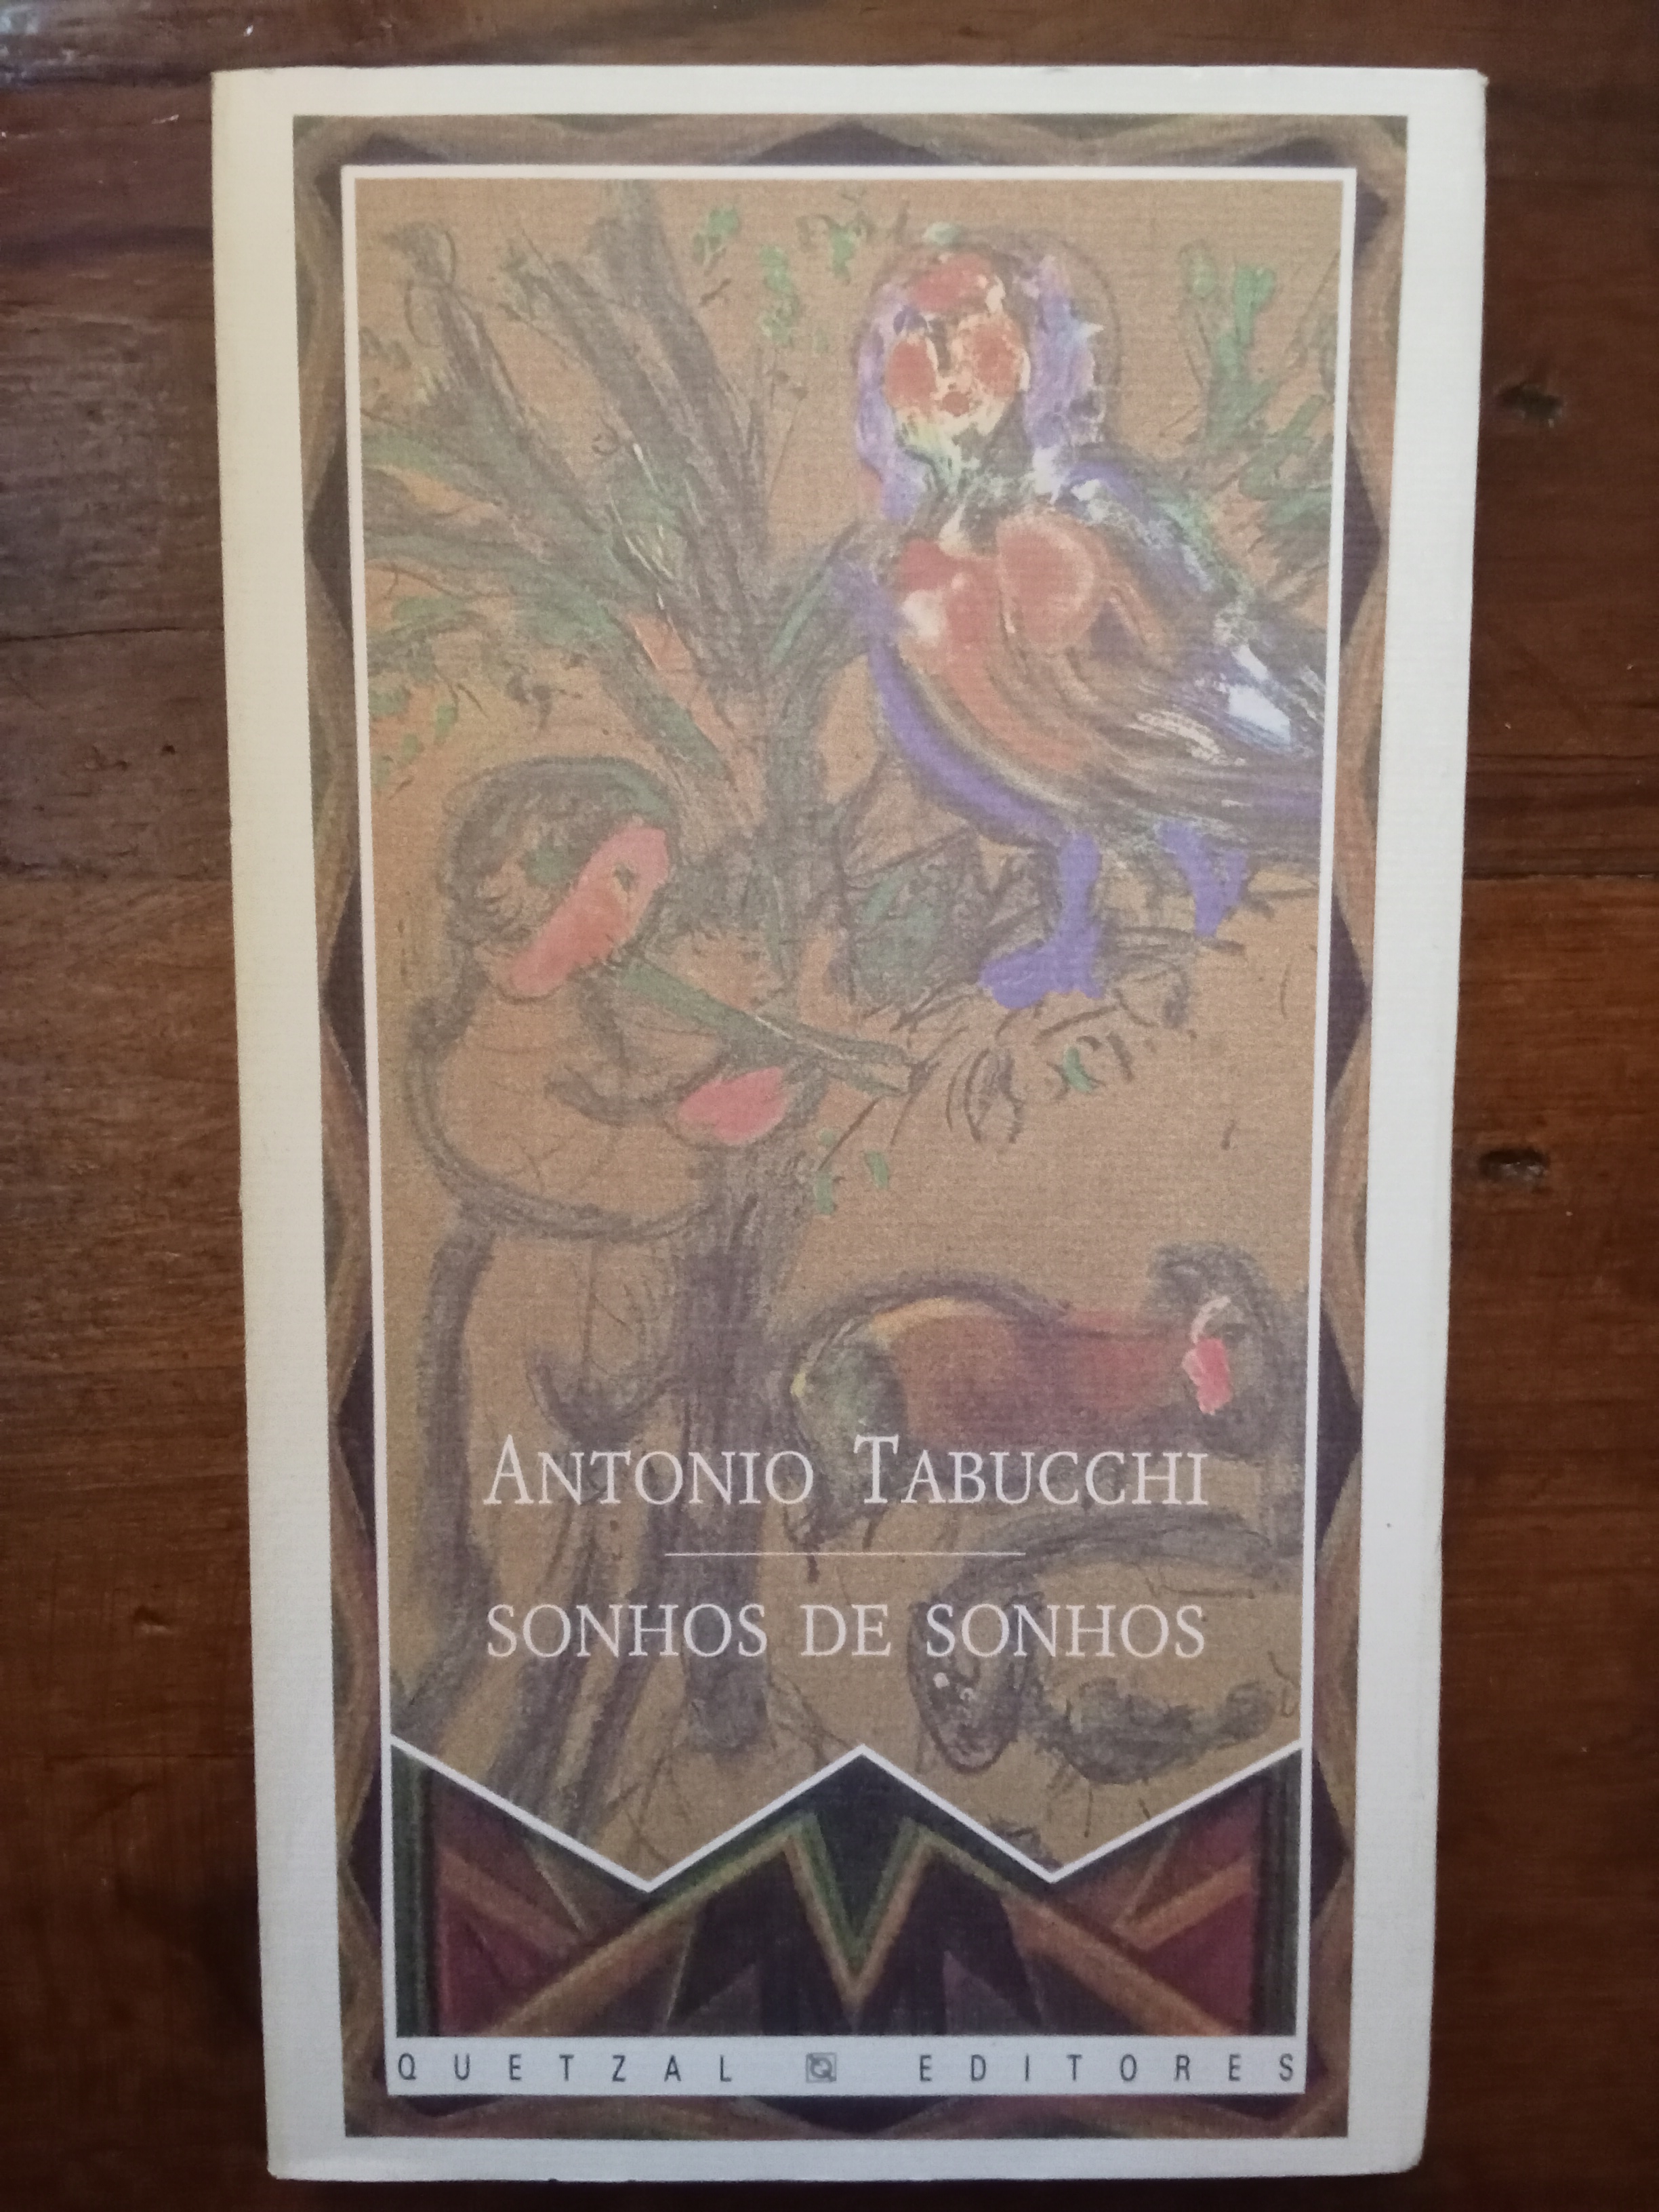 ANTONIO TABUCCHI
SONHOS DE SONHOS
QUETZAL EDITORES